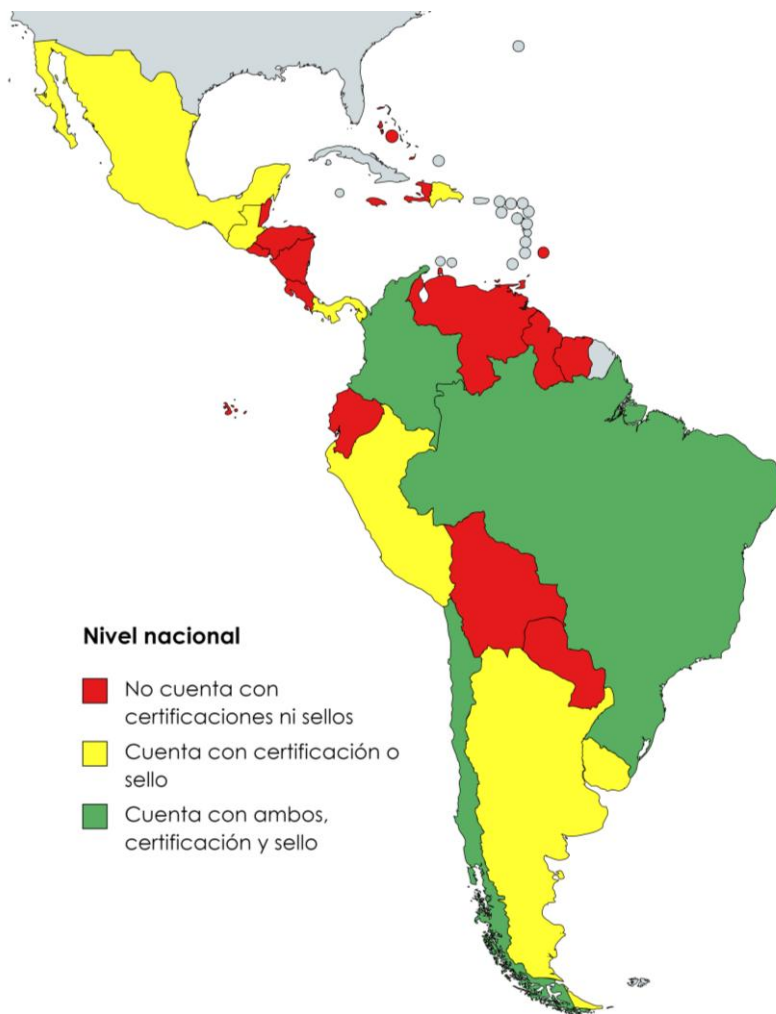 Nivel nacional
No cuenta con
certificaciones ni sellos
Cuenta con certificación o
sello
Cuenta con ambos,
certificación y sello